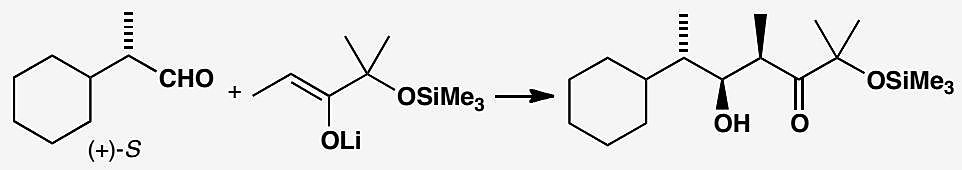 CHO
(+)-S
+
OSiMe3
OLi
OH
O
OSiMe3